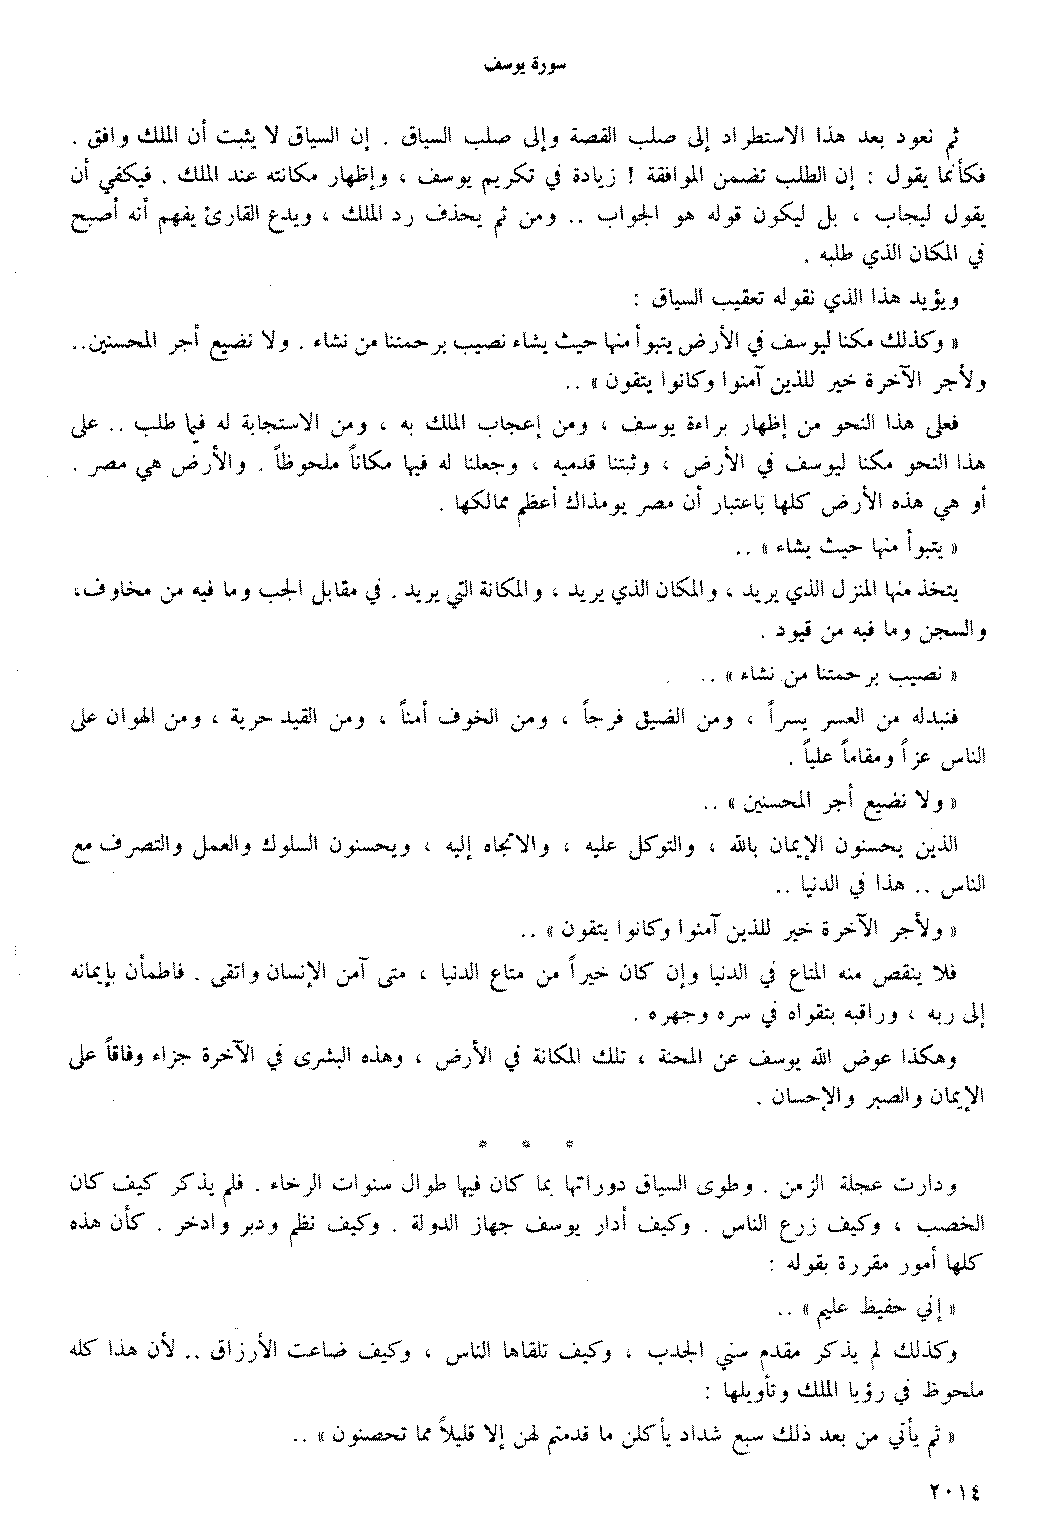 سورة يوسف
ثم نعود بعد هذا الاستطراد إلى صلب القصة وإلى صلب السياق . إن السياق لا يثبت أن الملك وافق .
فكأنما يقول : إن الطلب تضمن الموافقة ! زيادة في تكريم يوسف ، وإظهار مكانته عند الملك . فيكفي أن
يقول ليجاب ، بل ليكون قوله هو الجواب .. ومن ثم يحذف رد الملك ، ويدع القارئ يفهم أنه أصبح
في المكان الذي طلبه .
ويؤيد هذا الذي نقوله تعقيب السياق :
« وكذلك مكنا ليوسف في الأرض يتبوأ منها حيث يشاء نصيب برحمتنا من نشاء . ولا نضيع أجر المحسنين..
ولأجر الآخرة خير للذين آمنوا وكانوا يتقون » ..
فعلى هذا النحو من إظهار براءة يوسف ، ومن إعجاب الملك به ، ومن الاستجابة له فيما طلب .. على
هذا النحو مكنا ليوسف في الأرض ، وثبتنا قدميه ، وجعلنا له فيها مكاناً ملحوظاً . والأرض هي مصر .
أو هي هذه الأرض كلها باعتبار أن مصر يومذاك أعظم ممالكها .
« يتبوأ منها حيث يشاء » ..
يتخذ منها المنزل الذي يريد ، والمكان الذي يريد ، والمكانة التي يريد . في مقابل الجب وما فيه من مخاوف،
والسجن وما فيه من قيود .
« نصيب برحمتنا من نشاء » ..
فنبدله من العسر يسراً ، ومن الضيق فرجاً ، ومن الخوف أمناً ، ومن القيد حرية ، ومن الهوان على
الناس عزاً ومقاماً علياً .
« ولا نضيع أجر المحسنين » ..
الذين يحسنون الإيمان بالله ، والتوكل عليه ، والاتجاه إليه ، ويحسنون السلوك والعمل والتصرف مع
الناس .. هذا في الدنيا ..
« ولأجر الآخرة خير للذين آمنوا وكانوا يتقون » ..
فلا ينقص منه المتاع في الدنيا وإن كان خيراً من متاع الدنيا ، متى آمن الإنسان واتقى . فاطمأن بإيمانه
إلى ربه ، وراقبه بتقواه في سره وجهره .
وهكذا عوض الله يوسف عن المحنة ، تلك المكانة في الأرض ، وهذه البشرى في الآخرة جزاء وفاقاً على
الإيمان والصبر والإحسان .
* * *
ودارت عجلة الزمن . وطوى السياق دوراتها بما كان فيها طوال سنوات الرخاء . فلم يذكر كيف كان
الخصب ، وكيف زرع الناس . وكيف أدار يوسف جهاز الدولة . وكيف نظم ودبر وادخر . كأن هذه
كلها أمور مقررة بقوله :
« إني حفيظ عليم » ..
وكذلك لم يذكر مقدم سني الجدب ، وكيف تلقاها الناس ، وكيف ضاعت الأرزاق .. لأن هذا كله
ملحوظ في رؤيا الملك وتأويلها :
« ثم يأتي من بعد ذلك سبع شداد يأكلن ما قدمتم لهن إلا قليلاً مما تحصنون » ..
٢٠١٤